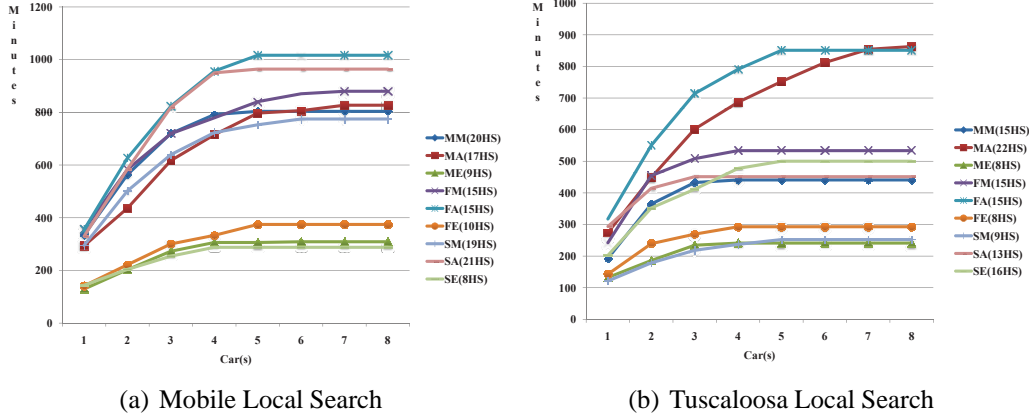 Minutes
1200
1000
800
600
400
200
0
1 2 3 4 5 6 7 8
Car(s)
MM(20HS)
MA(17HS)
ME(9HS)
FM(15HS)
FA(15HS)
FE(10HS)
SM(19HS)
SA(21HS)
SE(8HS)
(a) Mobile Local Search
Minutes
1000
900
800
700
600
500
400
300
200
100
0
1 2 3 4 5 6 7 8
Car(s)
MM(15HS)
MA(22HS)
ME(8HS)
FM(15HS)
FA(15HS)
FE(8HS)
SM(9HS)
SA(13HS)
SE(16HS)
(b) Tuscaloosa Local Search